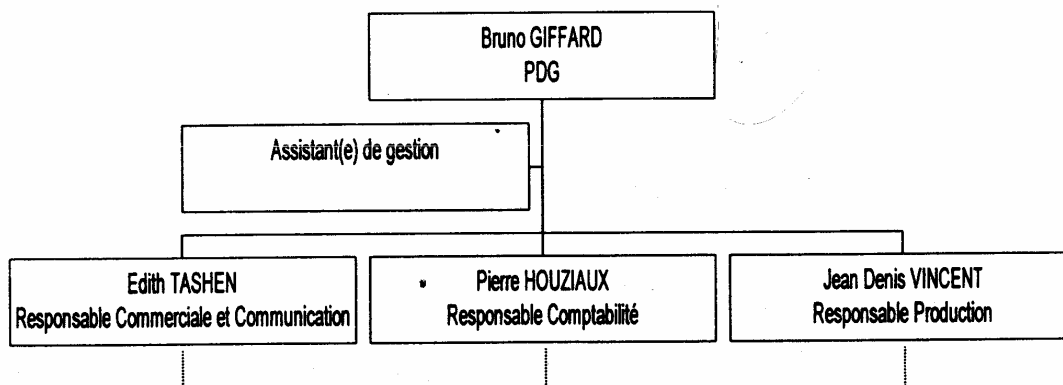 Bruno GIFFARD
PDG
Assistant(e) de gestion
Edith TASHEN
Responsable Commerciale et Communication
Pierre HOUZIAUX
Responsable Comptabilité
Jean Denis VINCENT
Responsable Production